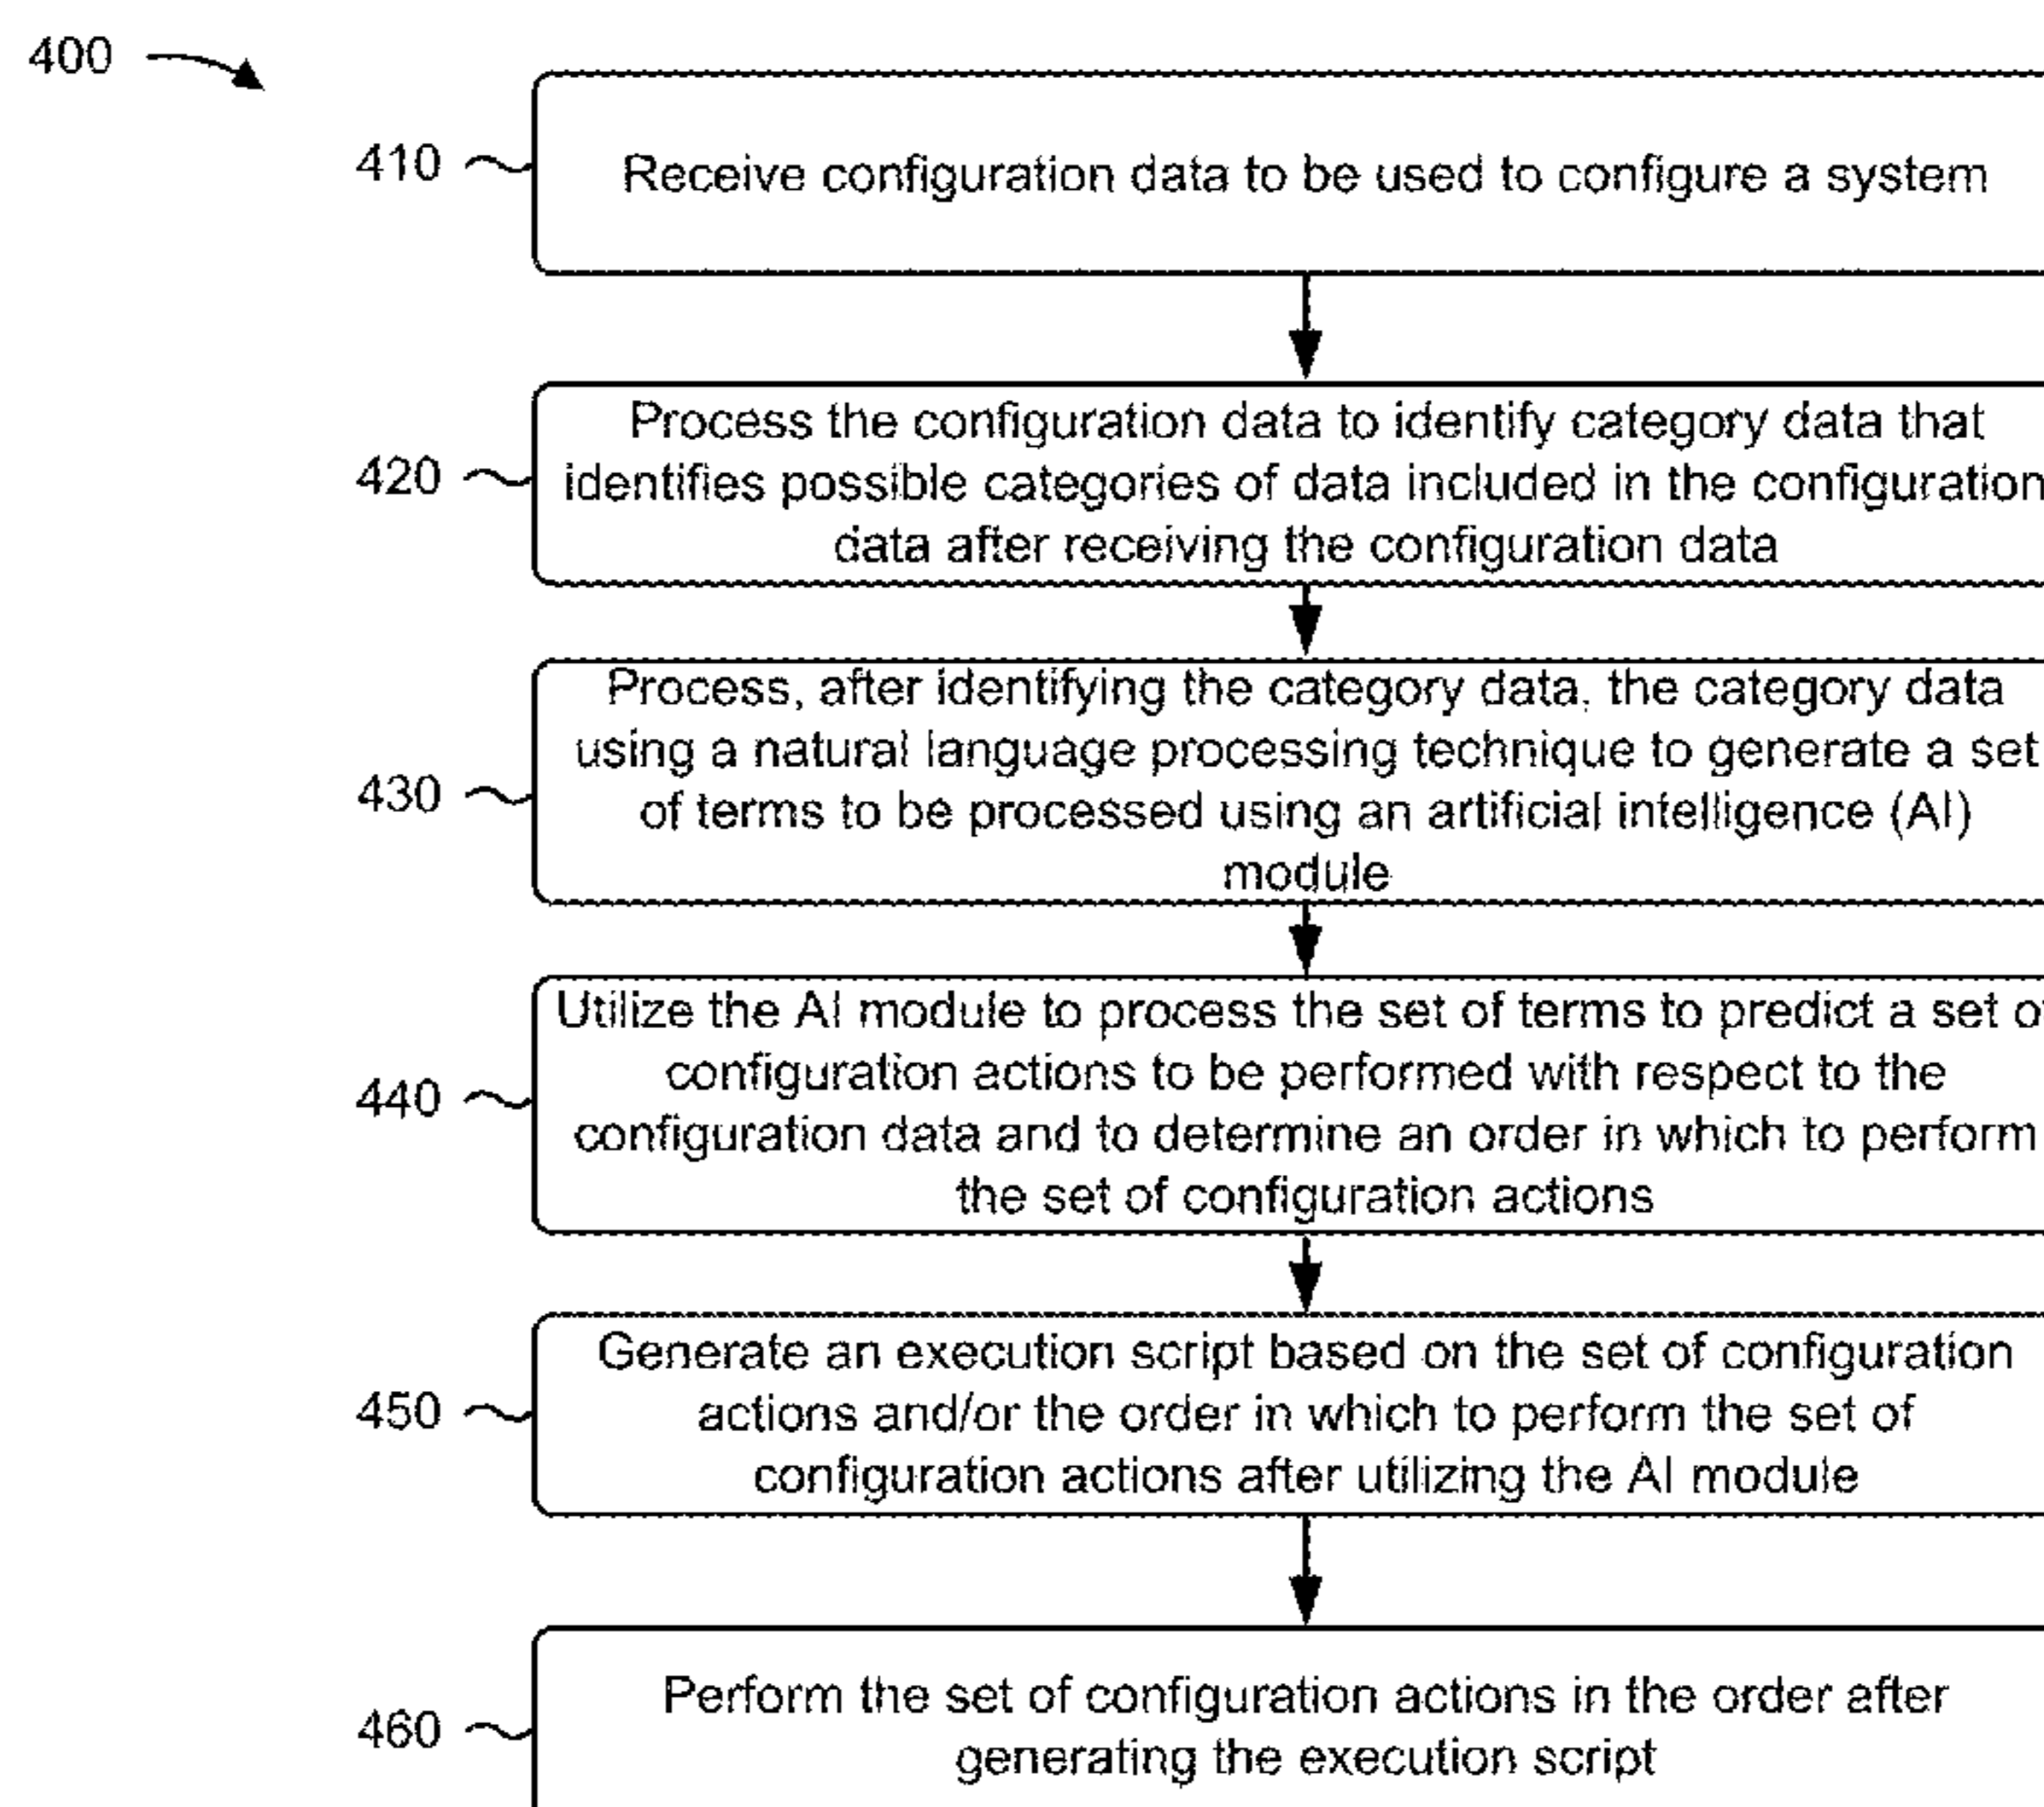 400
410
Receive configuration data to be used to configure a system
420
Process the configuration data to identify category data that
identifies possible categories of data included in the configuration
data after receiving the configuration data
430
Process, after identifying the category data, the category data
using a natural language processing technique to generate a set
of terms to be processed using an artificial intelligence (AI)
module
440
Utilize the AI module to process the set of terms to predict a set of
configuration actions to be performed with respect to the
configuration data and to determine an order in which to perform
the set of configuration actions
450
Generate an execution script based on the set of configuration
actions and/or the order in which to perform the set of
configuration actions after utilizing the AI module
460
Perform the set of configuration actions in the order after
generating the execution script